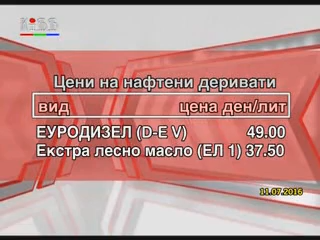 KISS
Цени на нафтени деривати
вид цена ден/лит
ЕУРОДИЗЕЛ (D-E V) 49.00
Екстра лесно масло (ЕЛ 1) 37.50
11.07.2016